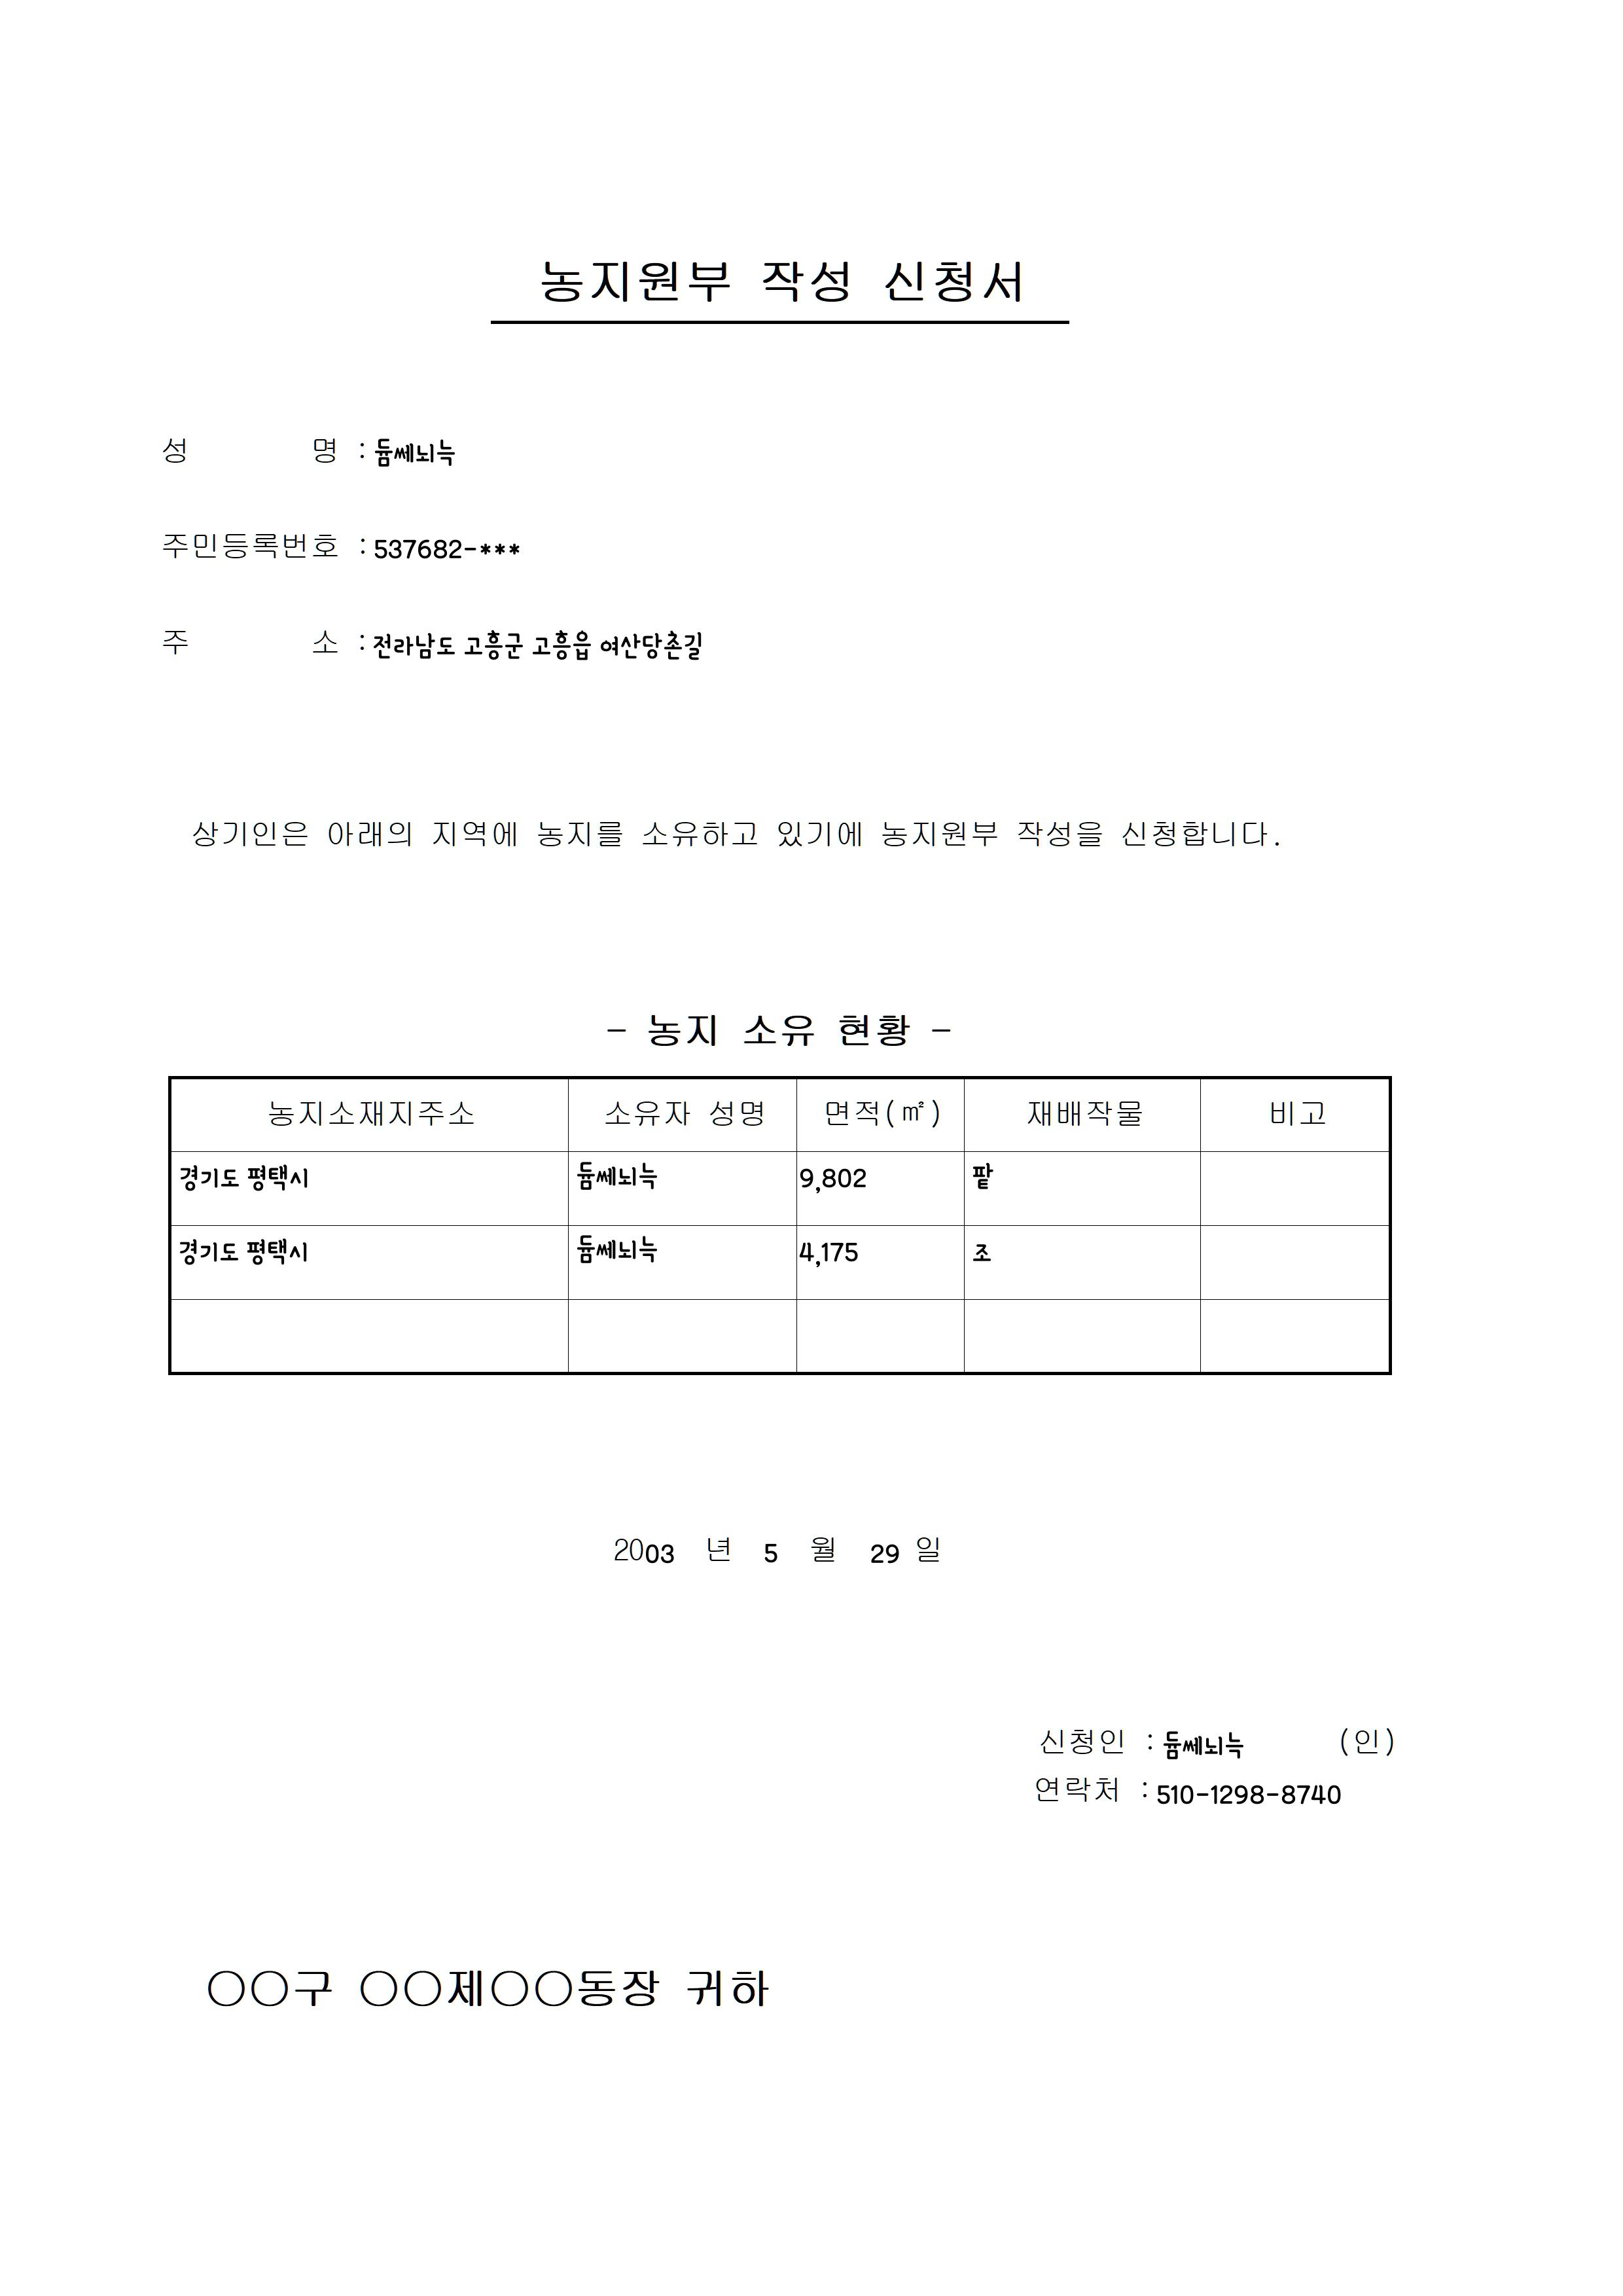 농지원부 작성 신청서
성 명 : 듐쎄뇌늑
주민등록번호 : 537682-***
주 소 : 전라남도 고흥군 고흥읍 여산당촌길
상기인은 아래의 지역에 농지를 소유하고 있기에 농지원부 작성을 신청합니다.
- 농지 소유 현황 -
농지소재지주소 소유자 성명 면적(㎡) 재배작물 비고
경기도 평택시 듐쎄뇌늑 9,802 팥
경기도 평택시 듐쎄뇌늑 4,175 조
2003 년 5 월 29 일
신청인 : 듐쎄뇌늑 (인)
연락처 : 510-1298-8740
○○구 ○○제○○동장 귀하